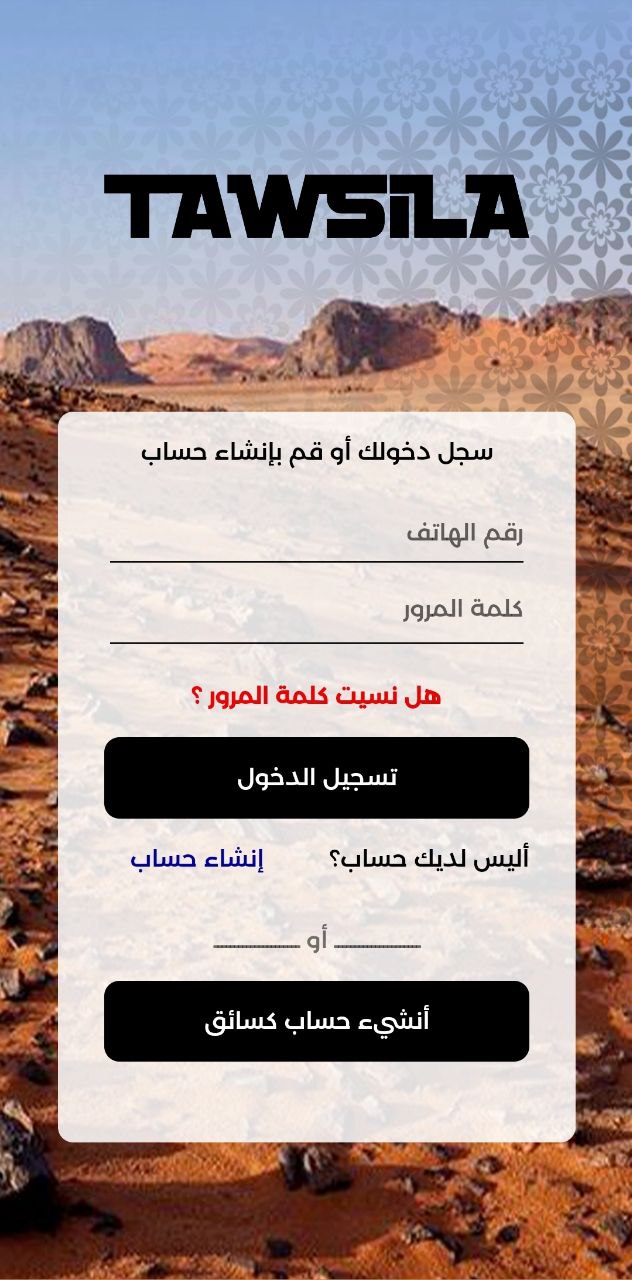 TAWSiLA
سجل دخولك أو قم بإنشاء حساب
رقم الهاتف
كلمة المرور
هل نسيت كلمة المرور ؟
تسجيل الدخول
أليس لديك حساب؟ إنشاء حساب
أو
أنشيء حساب كسائق